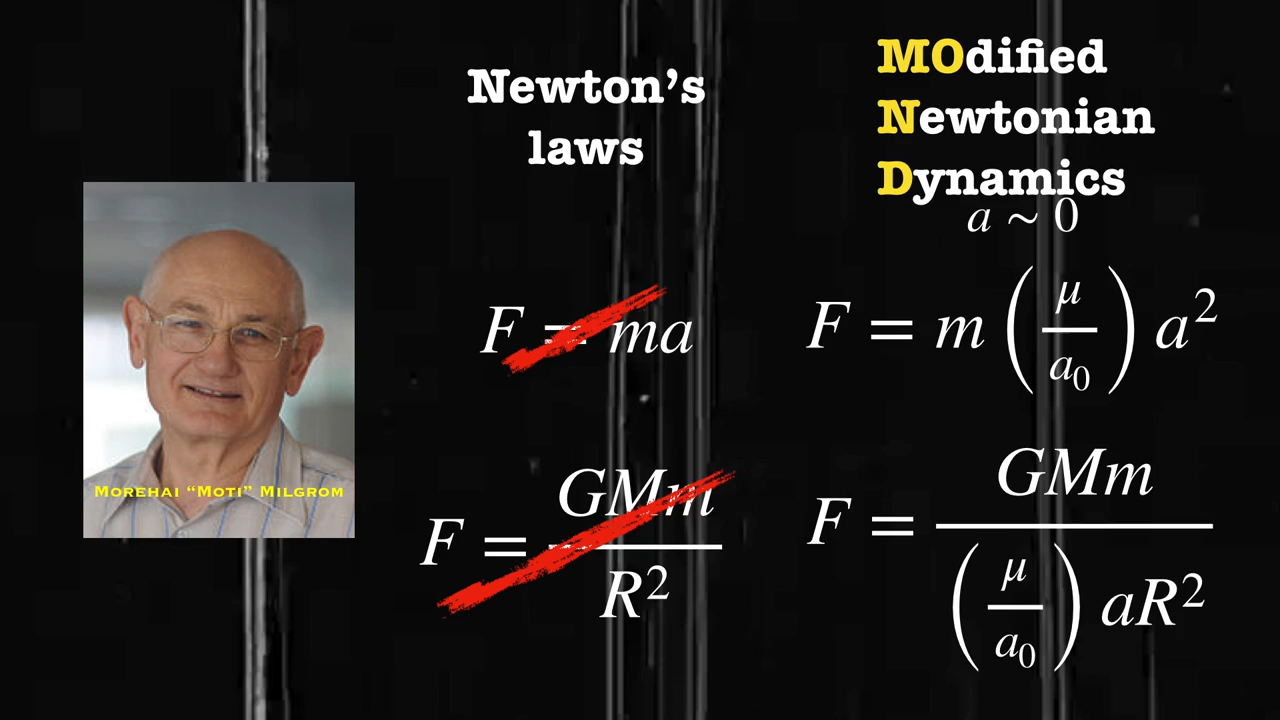 Newton's
laws
MOdified
Newtonian
Dynamics
a ~ 0
F = ma
F = m (μ/a₀) a²
F = GMm/R²
F = GMm/((μ/a₀) aR²)
Morehai “Moti” Milgrom